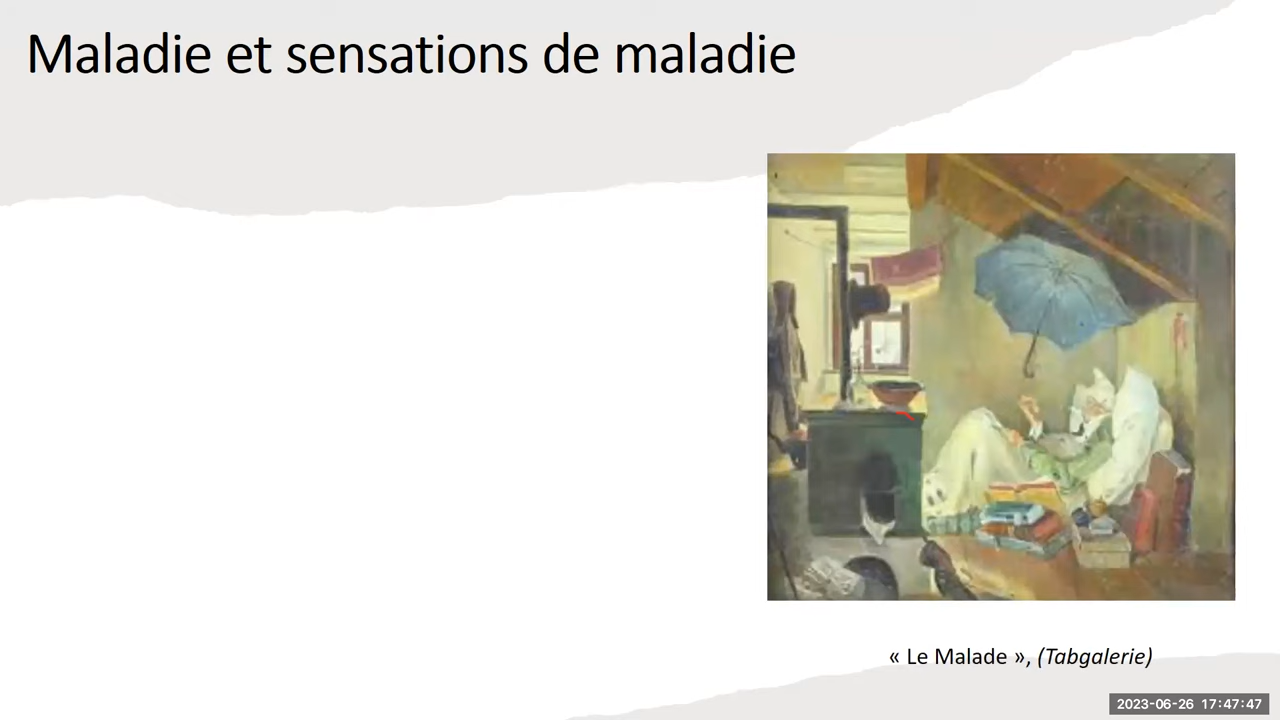 Maladie et sensations de maladie
« Le Malade », (Tabgalerie)
2023-06-26 17:47:47